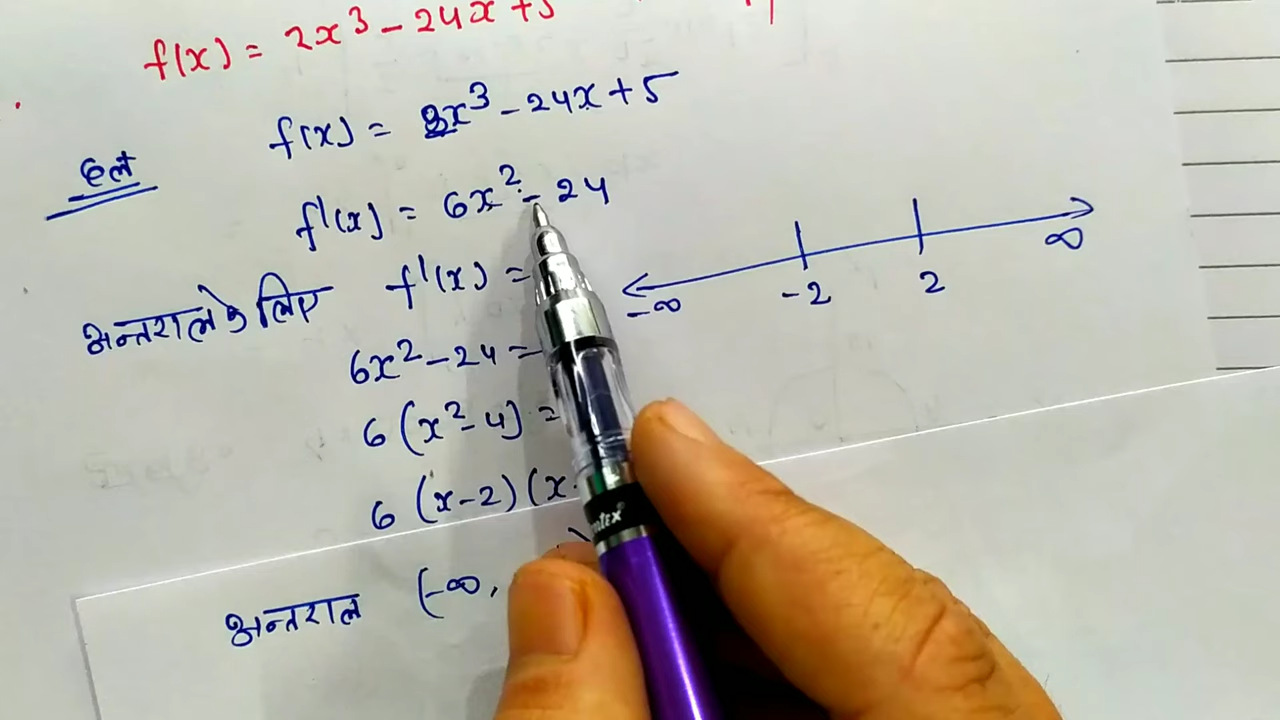 f(x) = 2x³ - 24x + 5
f(x) = 2x³ - 24x + 5
हल
f'(x) = 6x² - 24
अन्तराल के लिए f'(x) =
-∞ -2 2 ∞
6x² - 24 =
6(x² - 4) =
6(x-2)(x
अन्तराल (-∞,